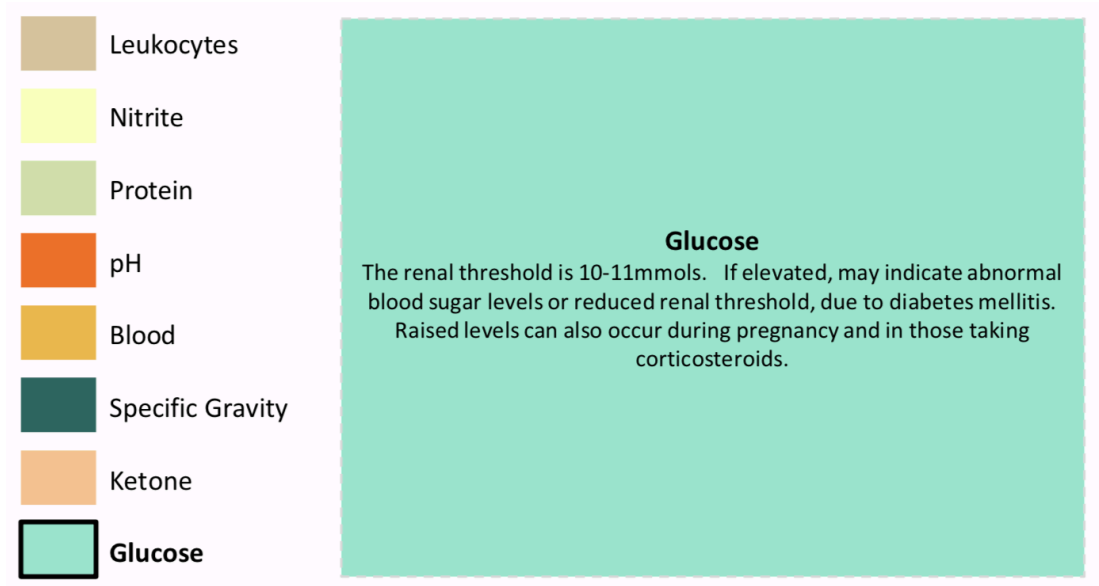 Leukocytes
Nitrite
Protein
pH
Blood
Specific Gravity
Ketone
Glucose
Glucose
The renal threshold is 10-11mmols. If elevated, may indicate abnormal
blood sugar levels or reduced renal threshold, due to diabetes mellitis.
Raised levels can also occur during pregnancy and in those taking
corticosteroids.